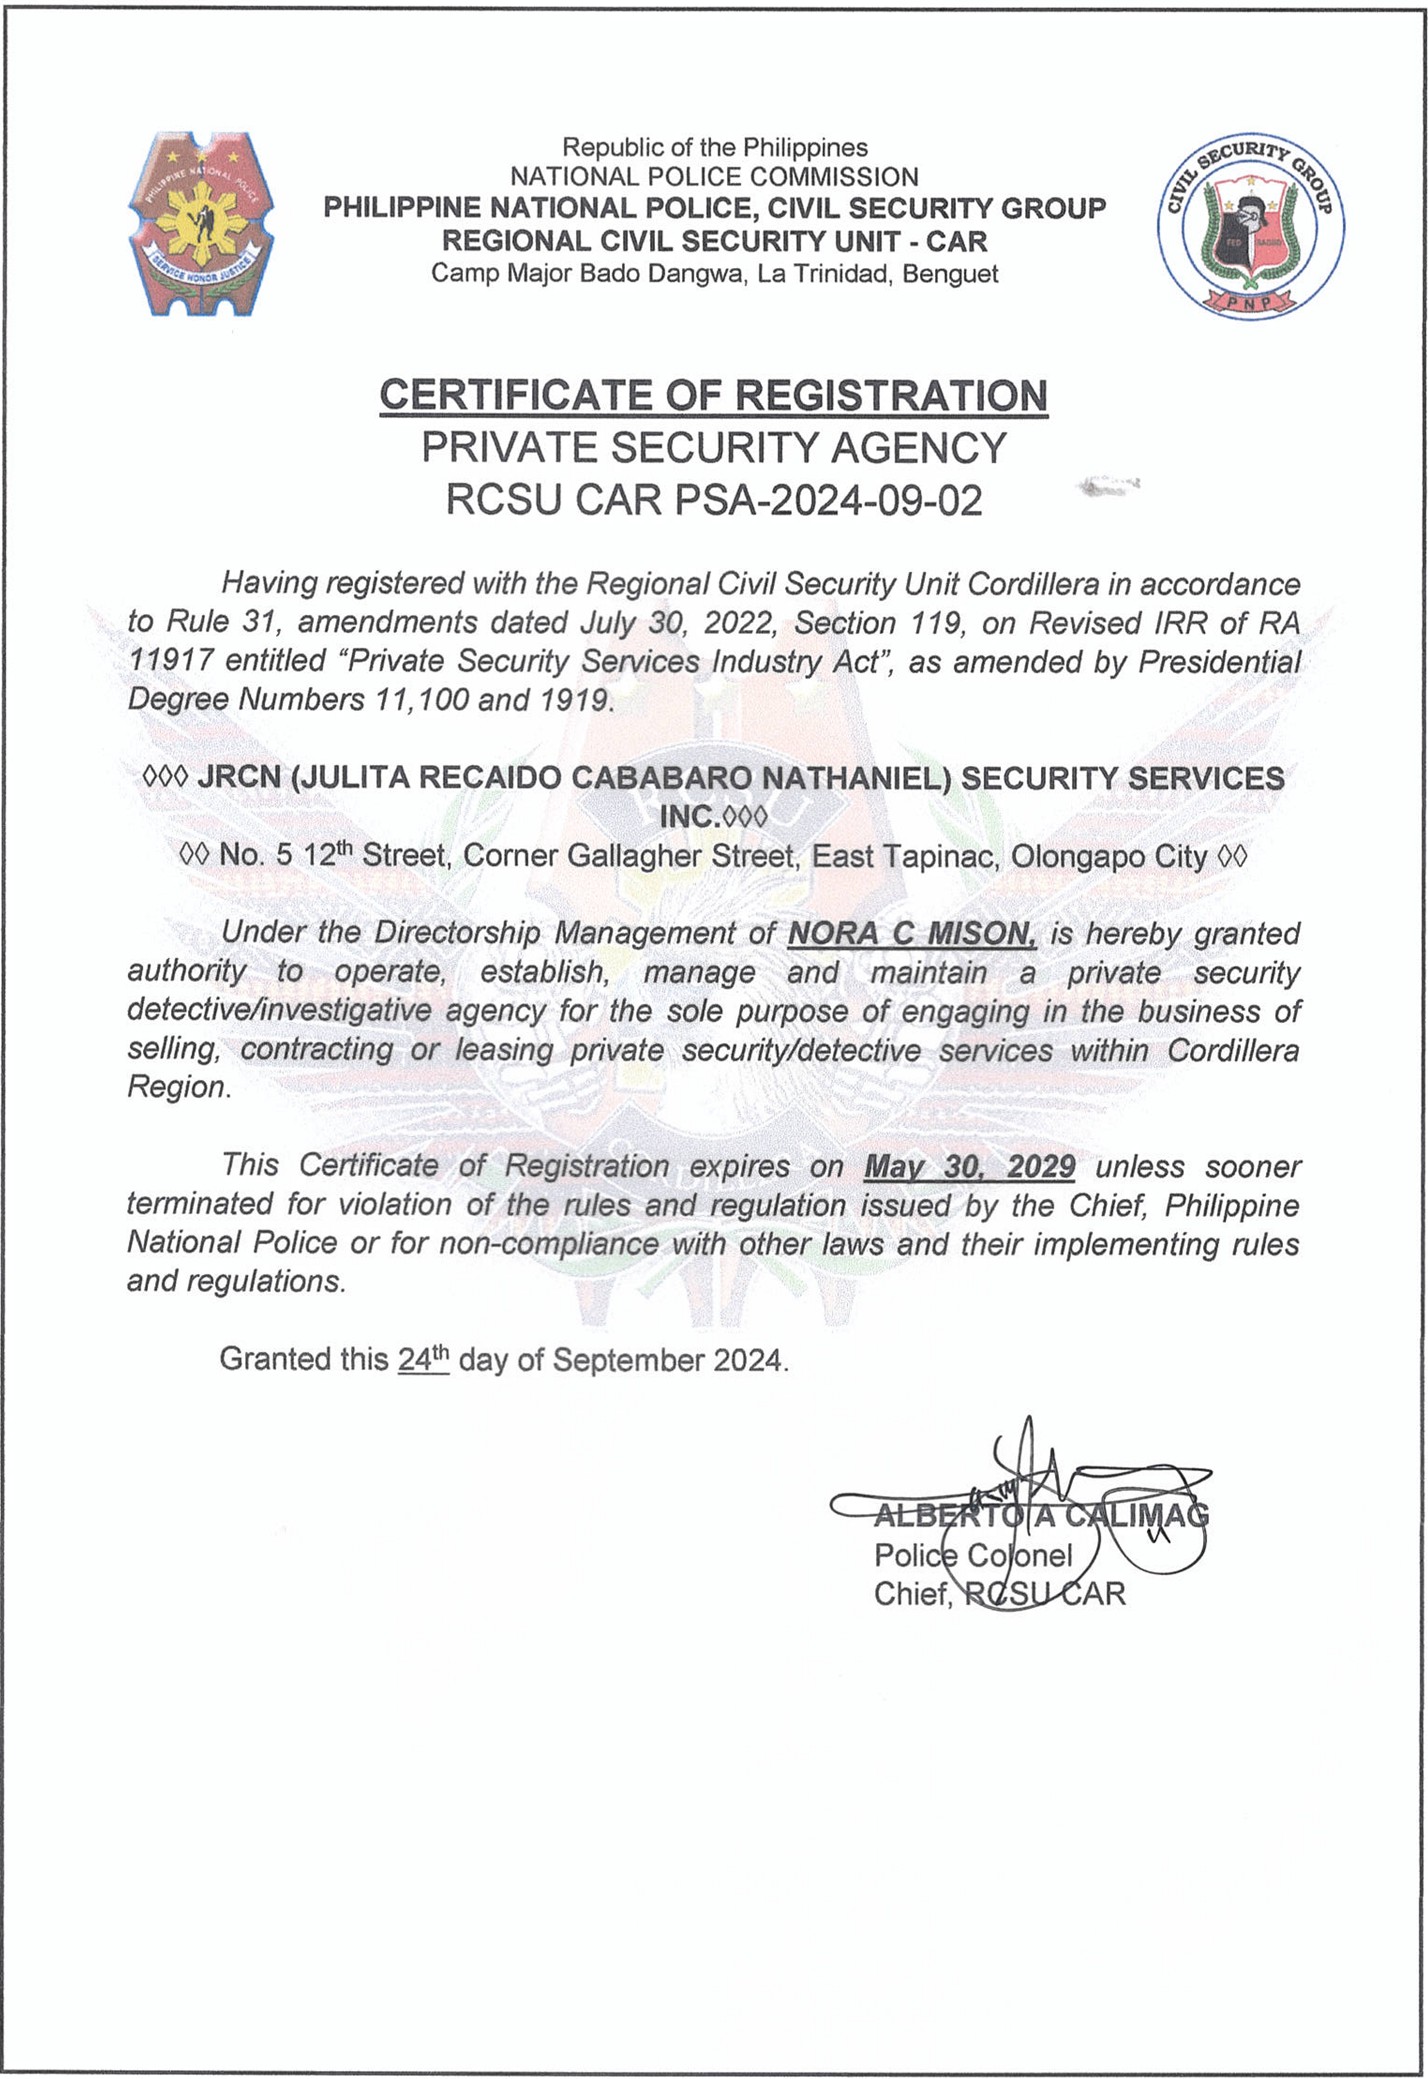 Republic of the Philippines
NATIONAL POLICE COMMISSION
PHILIPPINE NATIONAL POLICE, CIVIL SECURITY GROUP
REGIONAL CIVIL SECURITY UNIT - CAR
Camp Major Bado Dangwa, La Trinidad, Benguet
PHILIPPINE NATIONAL POLICE
SERVICE HONOR JUSTICE
CIVIL SECURITY GROUP
PNP
CERTIFICATE OF REGISTRATION
PRIVATE SECURITY AGENCY
RCSU CAR PSA-2024-09-02
Having registered with the Regional Civil Security Unit Cordillera in accordance
to Rule 31, amendments dated July 30, 2022, Section 119, on Revised IRR of RA
11917 entitled “Private Security Services Industry Act”, as amended by Presidential
Degree Numbers 11,100 and 1919.
◊◊◊ JRCN (JULITA RECAIDO CABABARO NATHANIEL) SECURITY SERVICES
INC.◊◊◊
◊◊ No. 5 12th Street, Corner Gallagher Street, East Tapinac, Olongapo City ◊◊
Under the Directorship Management of NORA C MISON, is hereby granted
authority to operate, establish, manage and maintain a private security
detective/investigative agency for the sole purpose of engaging in the business of
selling, contracting or leasing private security/detective services within Cordillera
Region.
This Certificate of Registration expires on May 30, 2029 unless sooner
terminated for violation of the rules and regulation issued by the Chief, Philippine
National Police or for non-compliance with other laws and their implementing rules
and regulations.
Granted this 24th day of September 2024.
ALBERTO A CALIMAG
Police Colonel
Chief, RCSU CAR
RCSU
CORDILLERA